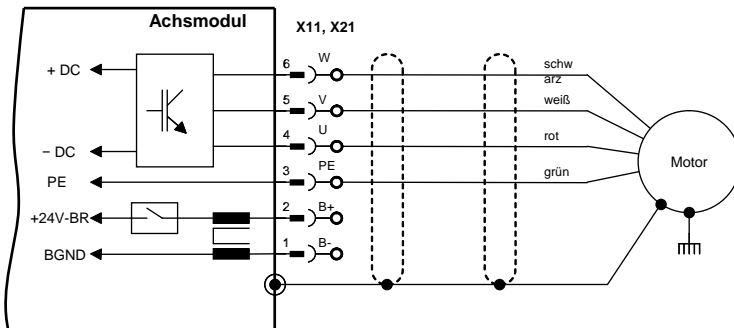 Achsmodul
X11, X21
+ DC
6 W
schw
arz
5 V
weiß
4 U
rot
− DC
3 PE
PE
grün
Motor
2 B+
+24V-BR
1 B-
BGND